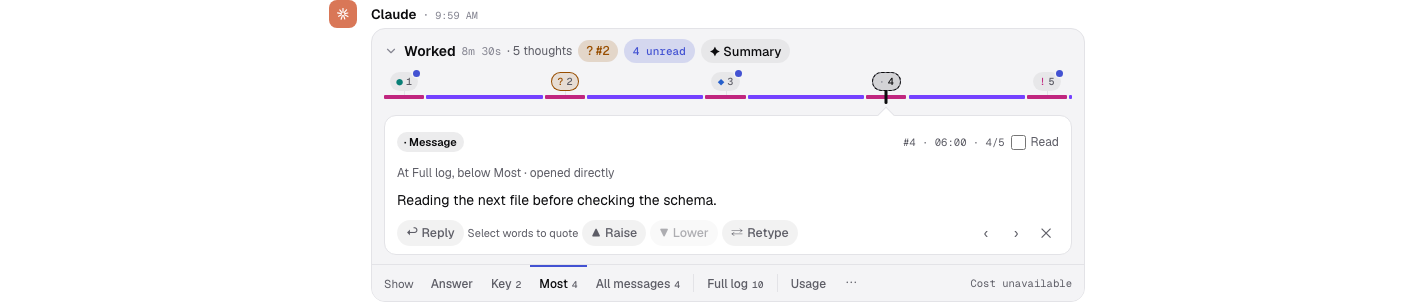 Claude · 9:59 AM
Worked 8m 30s · 5 thoughts ? #2 4 unread Summary
1 ? 2 3 · 4 ! 5
· Message #4 · 06:00 · 4/5 Read
At Full log, below Most · opened directly
Reading the next file before checking the schema.
Reply Select words to quote Raise Lower Retype
Show Answer Key 2 Most 4 All messages 4 Full log 10 Usage ··· Cost unavailable